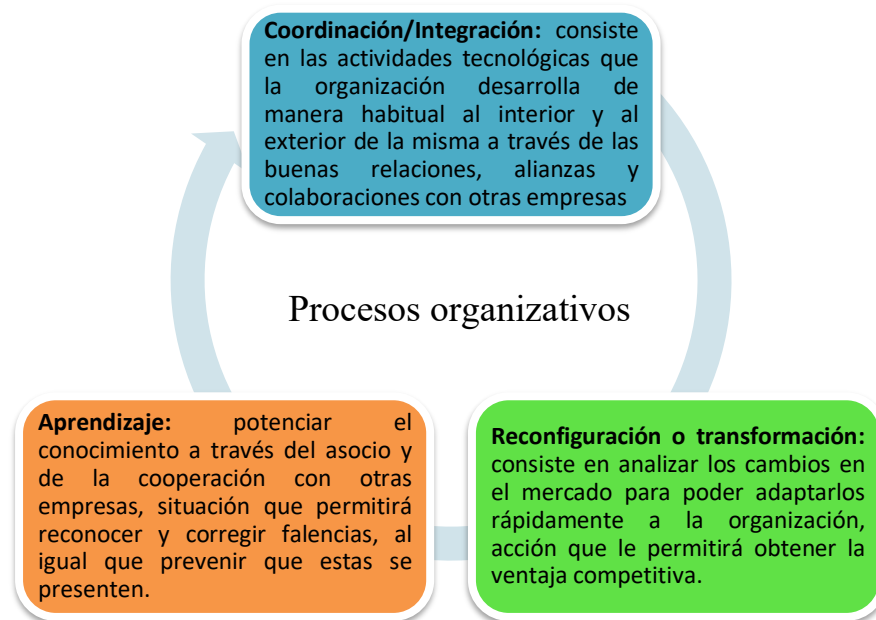 Coordinación/Integración: consiste
en las actividades tecnológicas que
la organización desarrolla de
manera habitual al interior y al
exterior de la misma a través de las
buenas relaciones, alianzas y
colaboraciones con otras empresas
Procesos organizativos
Aprendizaje: potenciar el
conocimiento a través del asocio y
de la cooperación con otras
empresas, situación que permitirá
reconocer y corregir falencias, al
igual que prevenir que estas se
presenten.
Reconfiguración o transformación:
consiste en analizar los cambios en
el mercado para poder adaptarlos
rápidamente a la organización,
acción que le permitirá obtener la
ventaja competitiva.